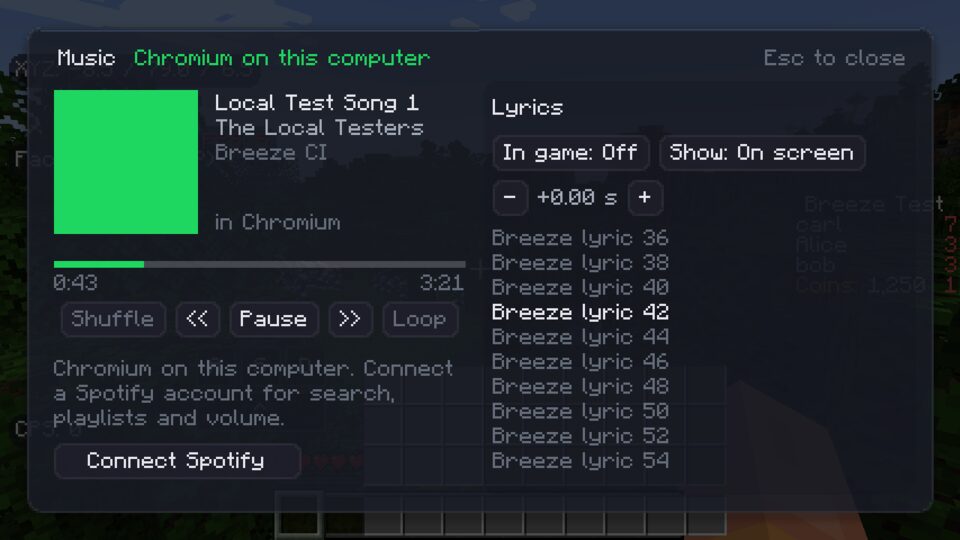 Music Chromium on this computer
Esc to close
Local Test Song 1
The Local Testers
Breeze CI
in Chromium
0:43
3:21
Shuffle << Pause >> Loop
Chromium on this computer. Connect
a Spotify account for search,
playlists and volume.
Connect Spotify
Lyrics
In game: Off Show: On screen
- +0.00 s +
Breeze lyric 36
Breeze lyric 38
Breeze lyric 40
Breeze lyric 42
Breeze lyric 44
Breeze lyric 46
Breeze lyric 48
Breeze lyric 50
Breeze lyric 52
Breeze lyric 54
Breeze Test
carl 7
Alice 3
bob 3
Coins: 1,250 1